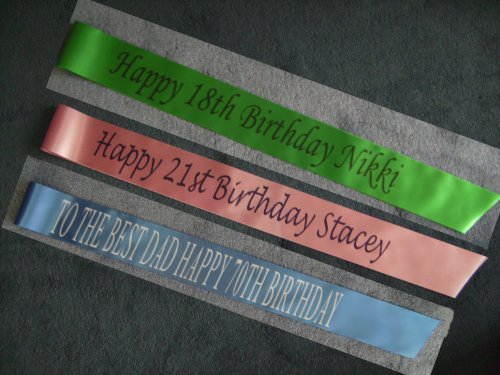 Happy 18th Birthday Nikki
Happy 21st Birthday Stacey
TO THE BEST DAD HAPPY 70TH BIRTHDAY